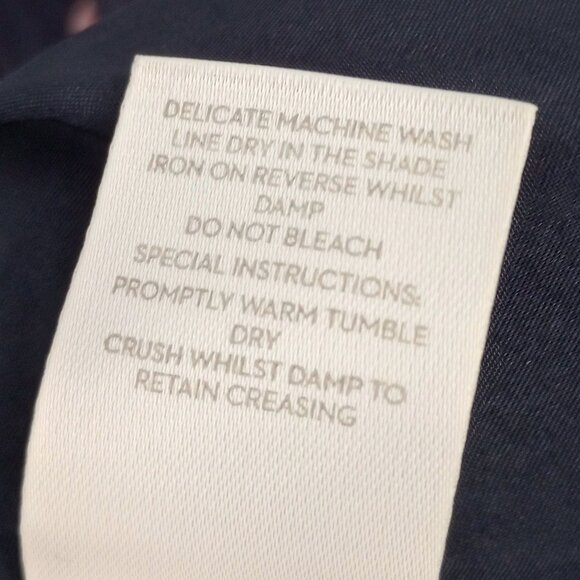 DELICATE MACHINE WASH
LINE DRY IN THE SHADE
IRON ON REVERSE WHILST
DAMP
DO NOT BLEACH
SPECIAL INSTRUCTIONS:
PROMPTLY WARM TUMBLE
DRY
CRUSH WHILST DAMP TO
RETAIN CREASING